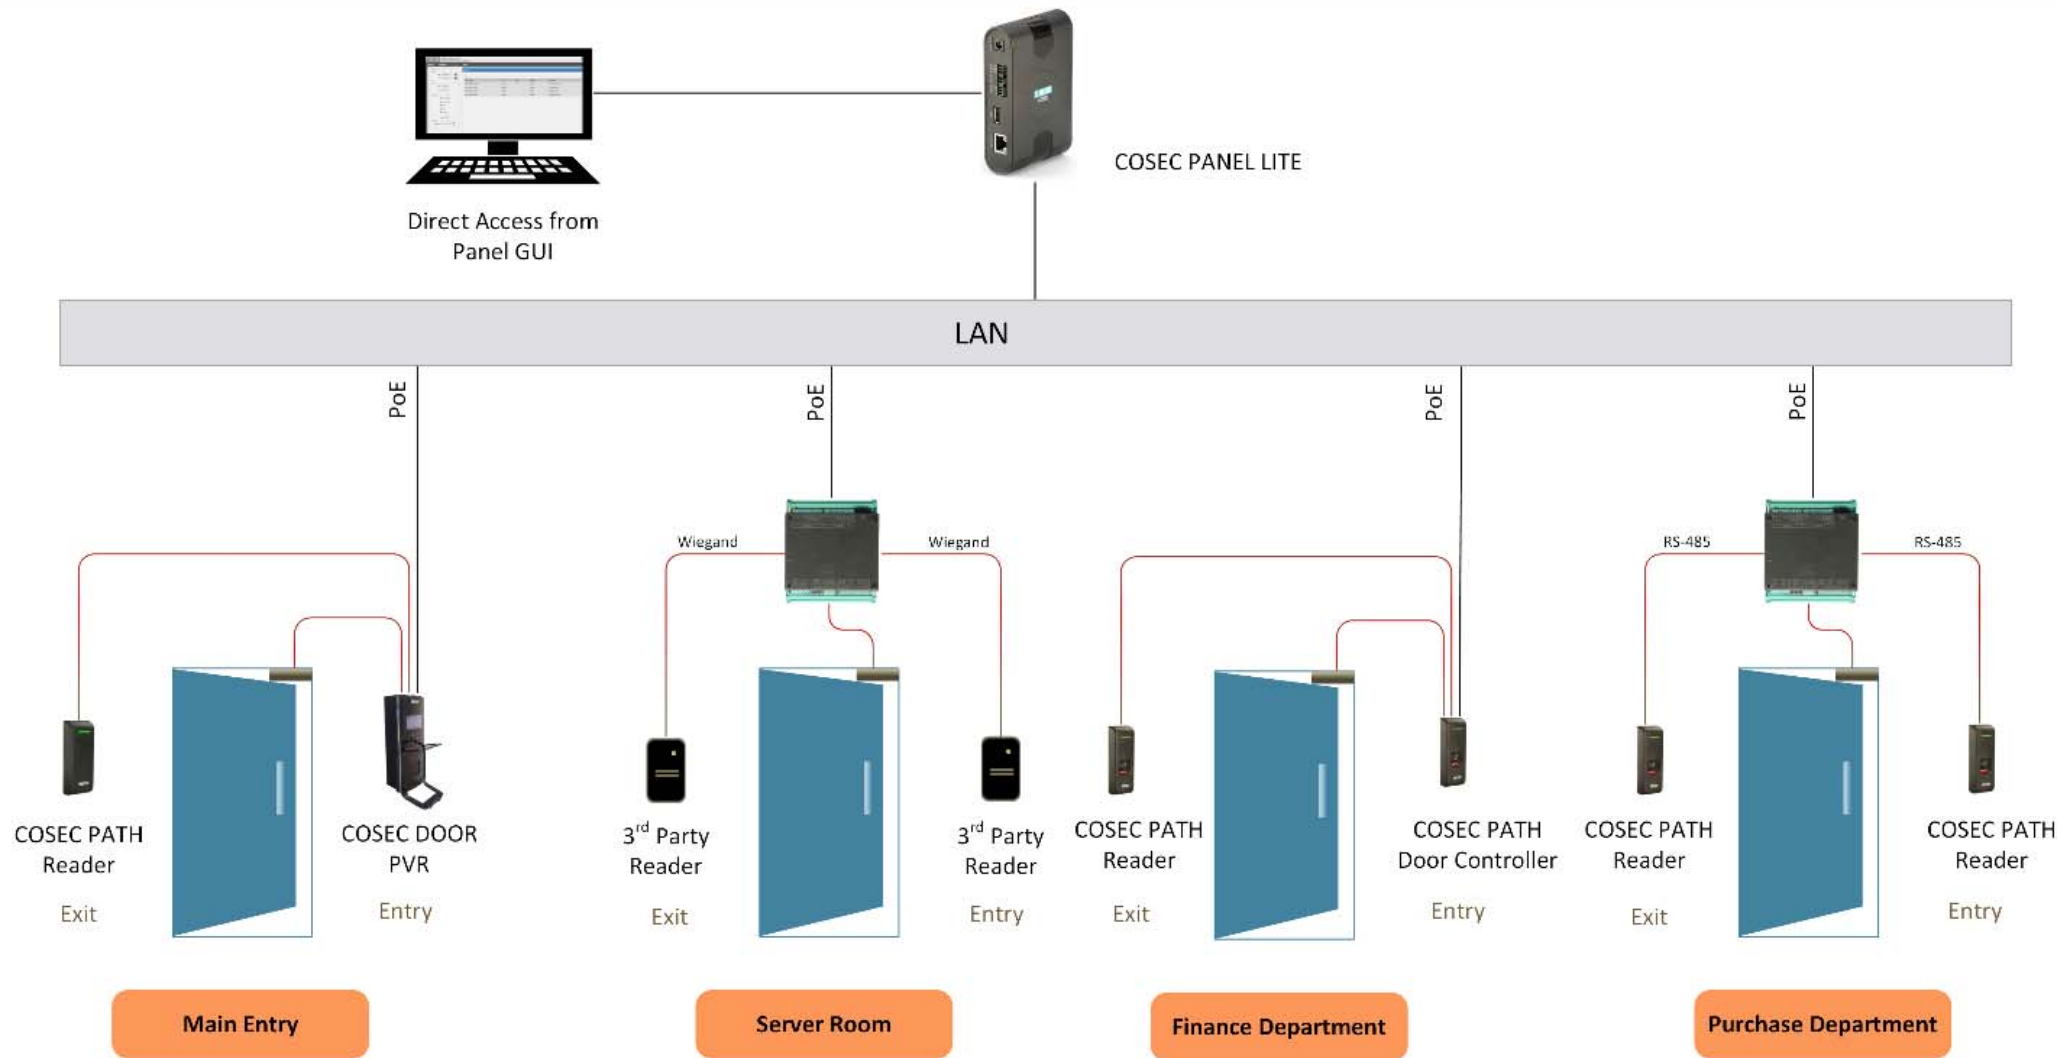 COSEC PANEL LITE
Direct Access from
Panel GUI
LAN
PoE
PoE
PoE
PoE
Wiegand
Wiegand
RS-485
RS-485
COSEC PATH
Reader
Exit
COSEC DOOR
PVR
Entry
3rd Party
Reader
Exit
3rd Party
Reader
Entry
COSEC PATH
Reader
Exit
COSEC PATH
Door Controller
Entry
COSEC PATH
Reader
Exit
COSEC PATH
Reader
Entry
Main Entry
Server Room
Finance Department
Purchase Department